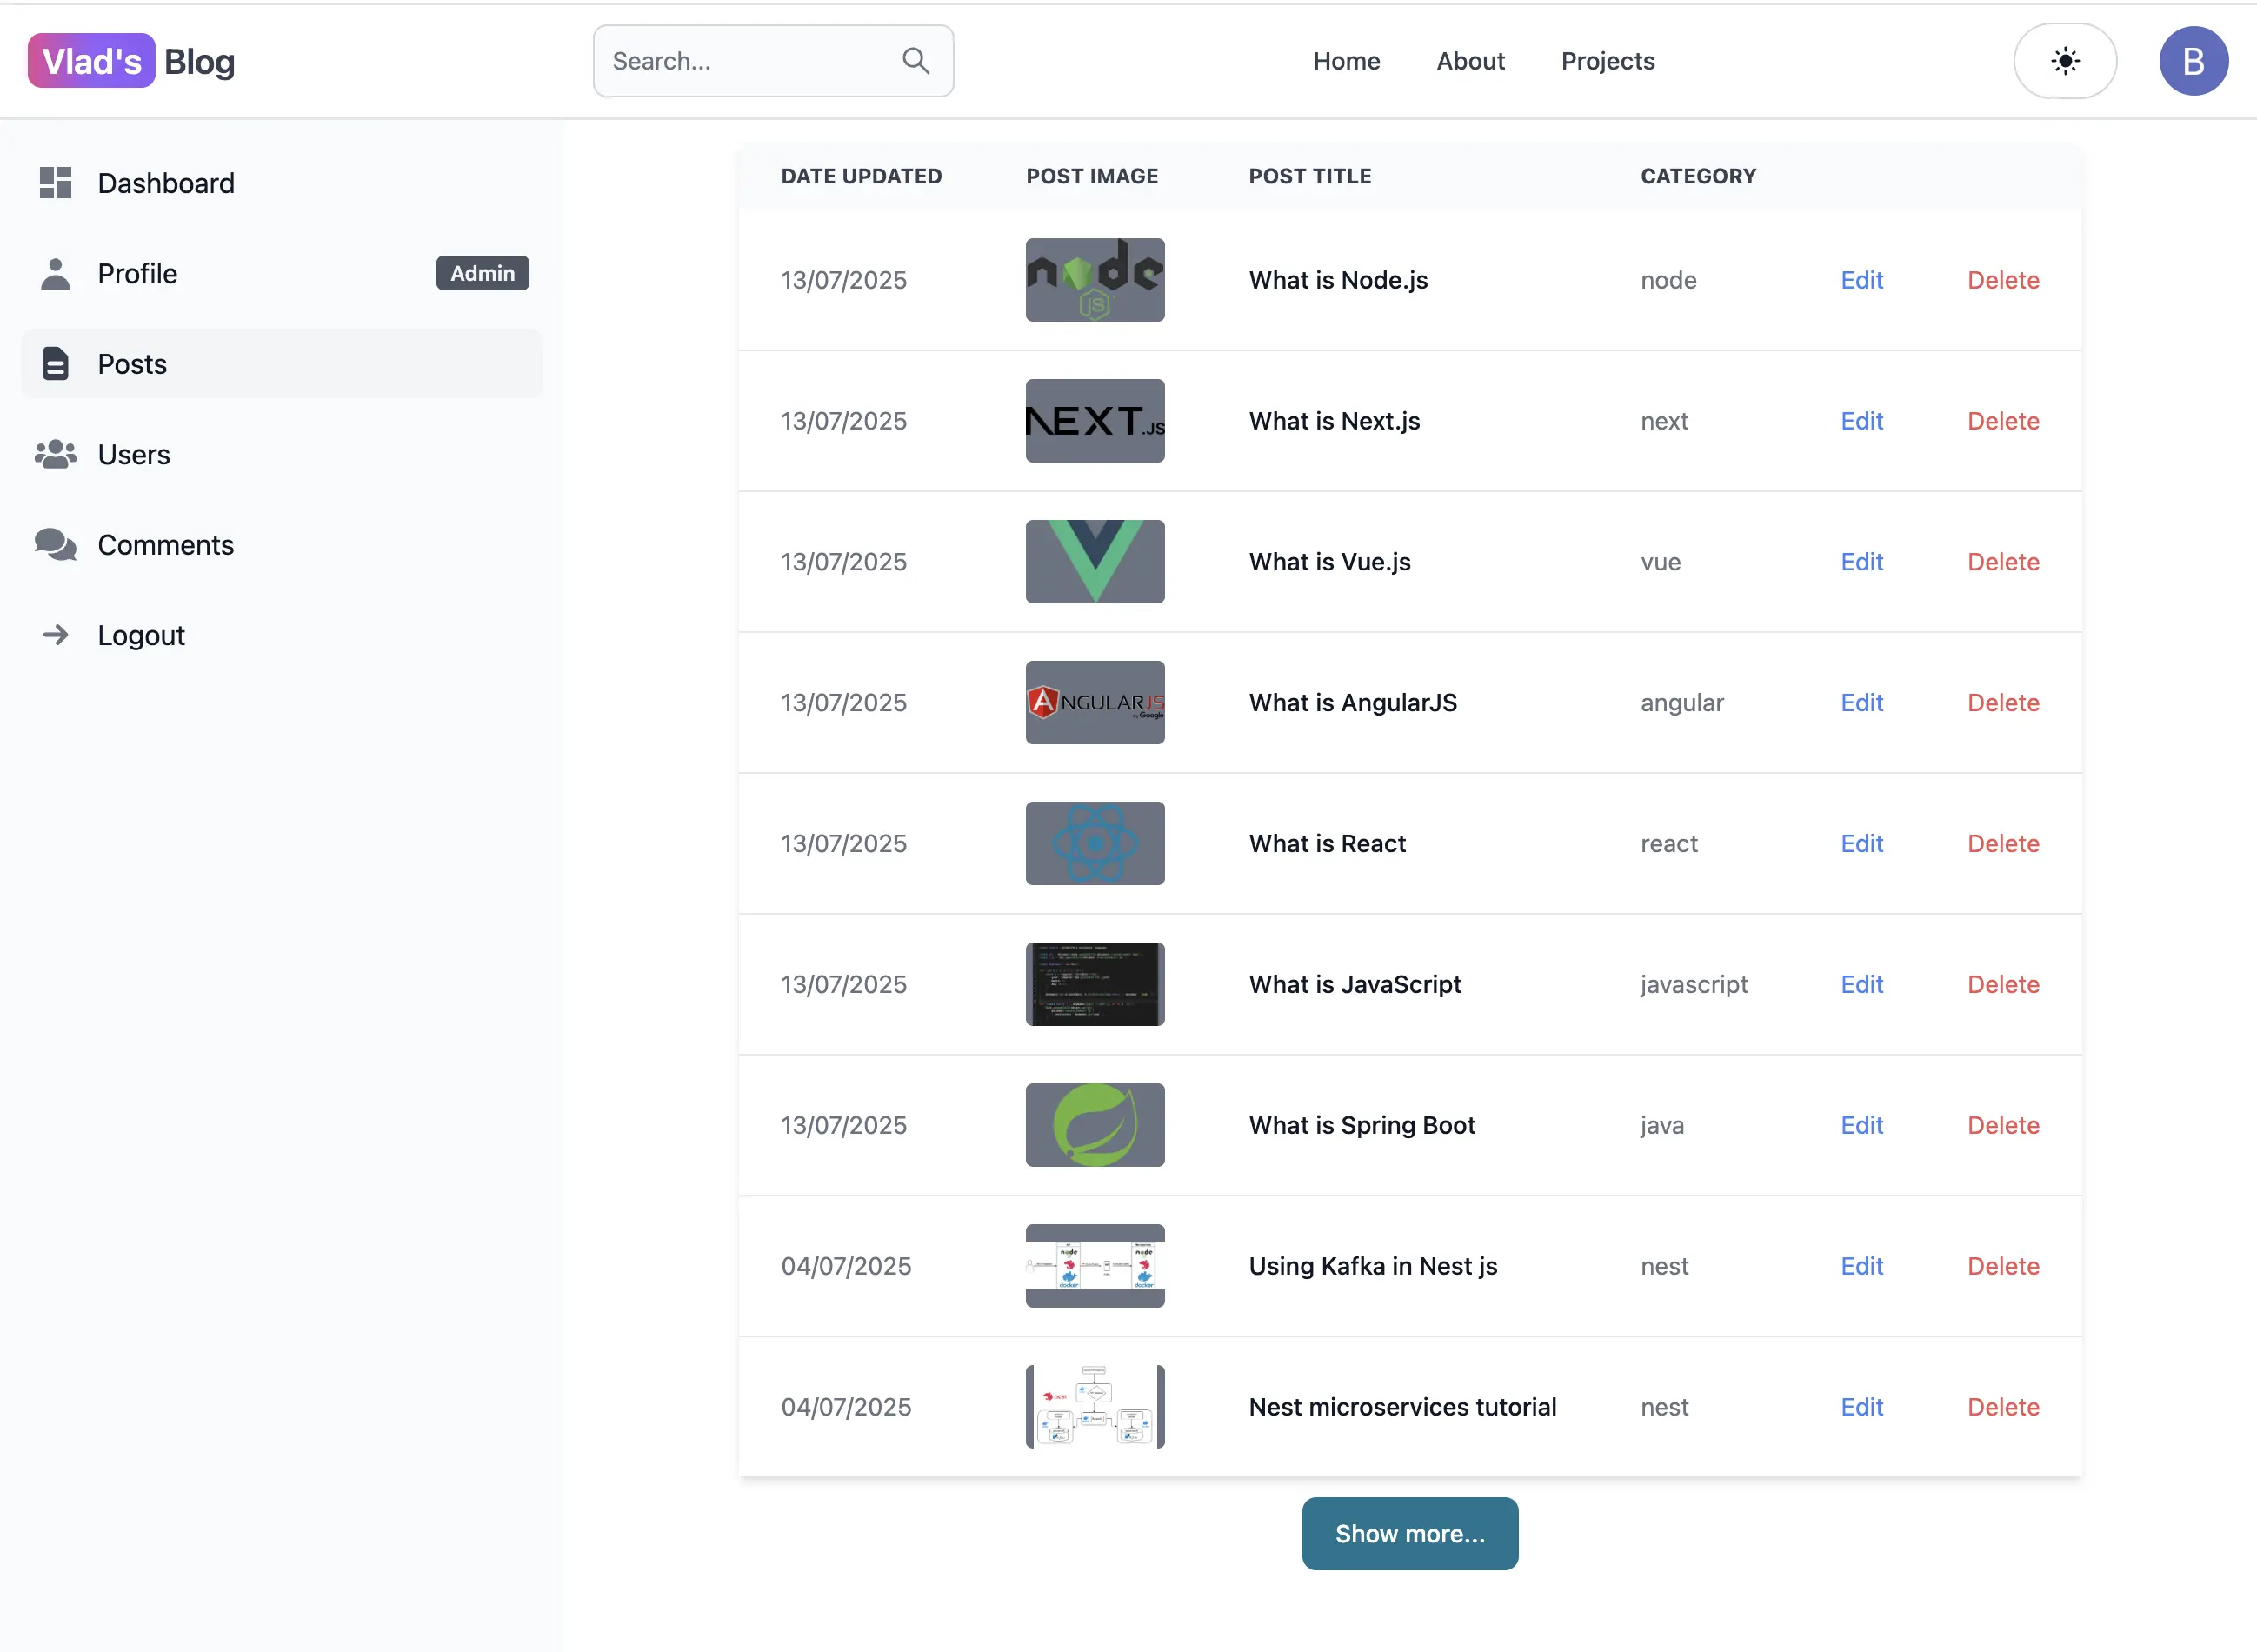 Vlad's Blog
Search...
Home About Projects
B
Dashboard
Profile Admin
Posts
Users
Comments
Logout
DATE UPDATED POST IMAGE POST TITLE CATEGORY
13/07/2025 node JS What is Node.js node Edit Delete
13/07/2025 NEXT.JS What is Next.js next Edit Delete
13/07/2025 What is Vue.js vue Edit Delete
13/07/2025 ANGULARJS by Google What is AngularJS angular Edit Delete
13/07/2025 What is React react Edit Delete
13/07/2025 What is JavaScript javascript Edit Delete
13/07/2025 What is Spring Boot java Edit Delete
04/07/2025 node docker node docker Using Kafka in Nest js nest Edit Delete
04/07/2025 Nest microservices tutorial nest Edit Delete
Show more...